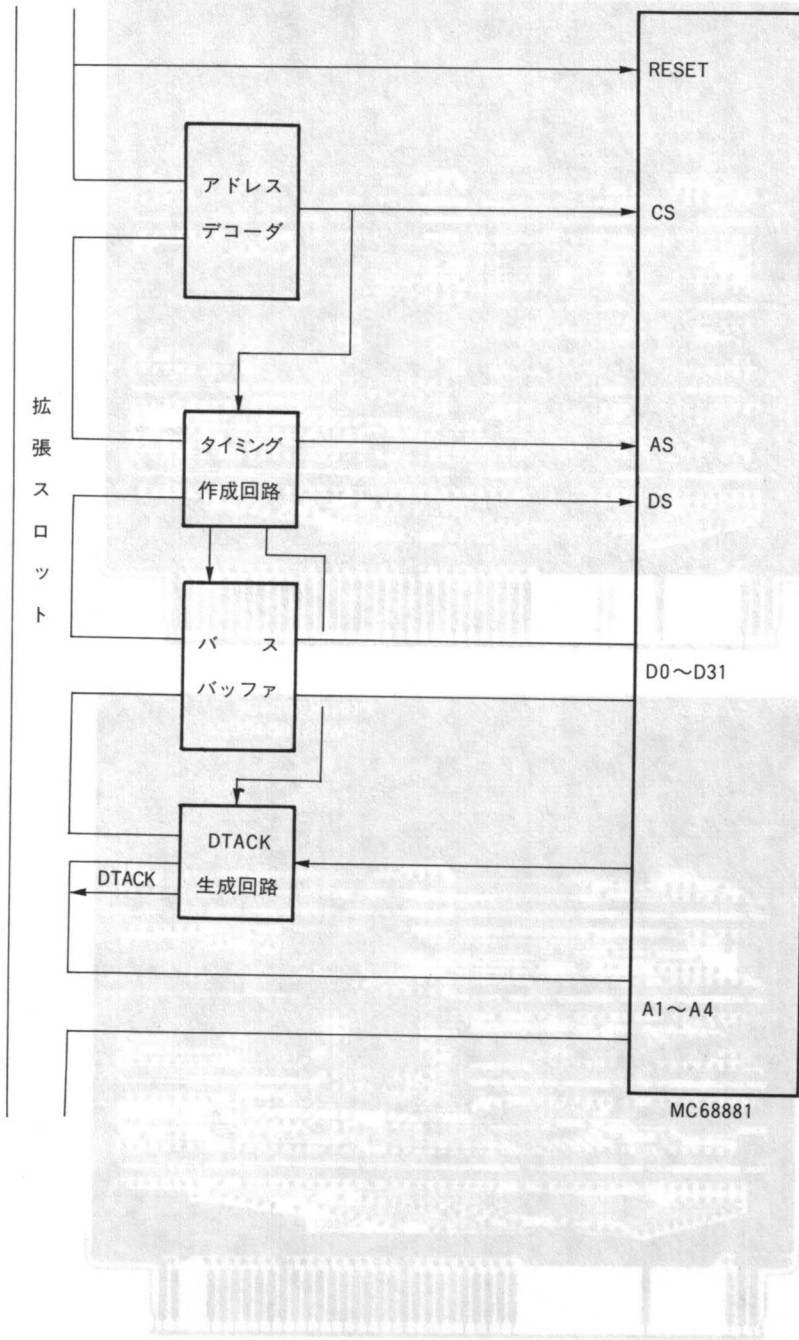 RESET
アドレス
デコーダ
CS
拡張スロット
タイミング
作成回路
AS
DS
バス
バッファ
D0〜D31
DTACK
生成回路
DTACK
A1〜A4
MC68881